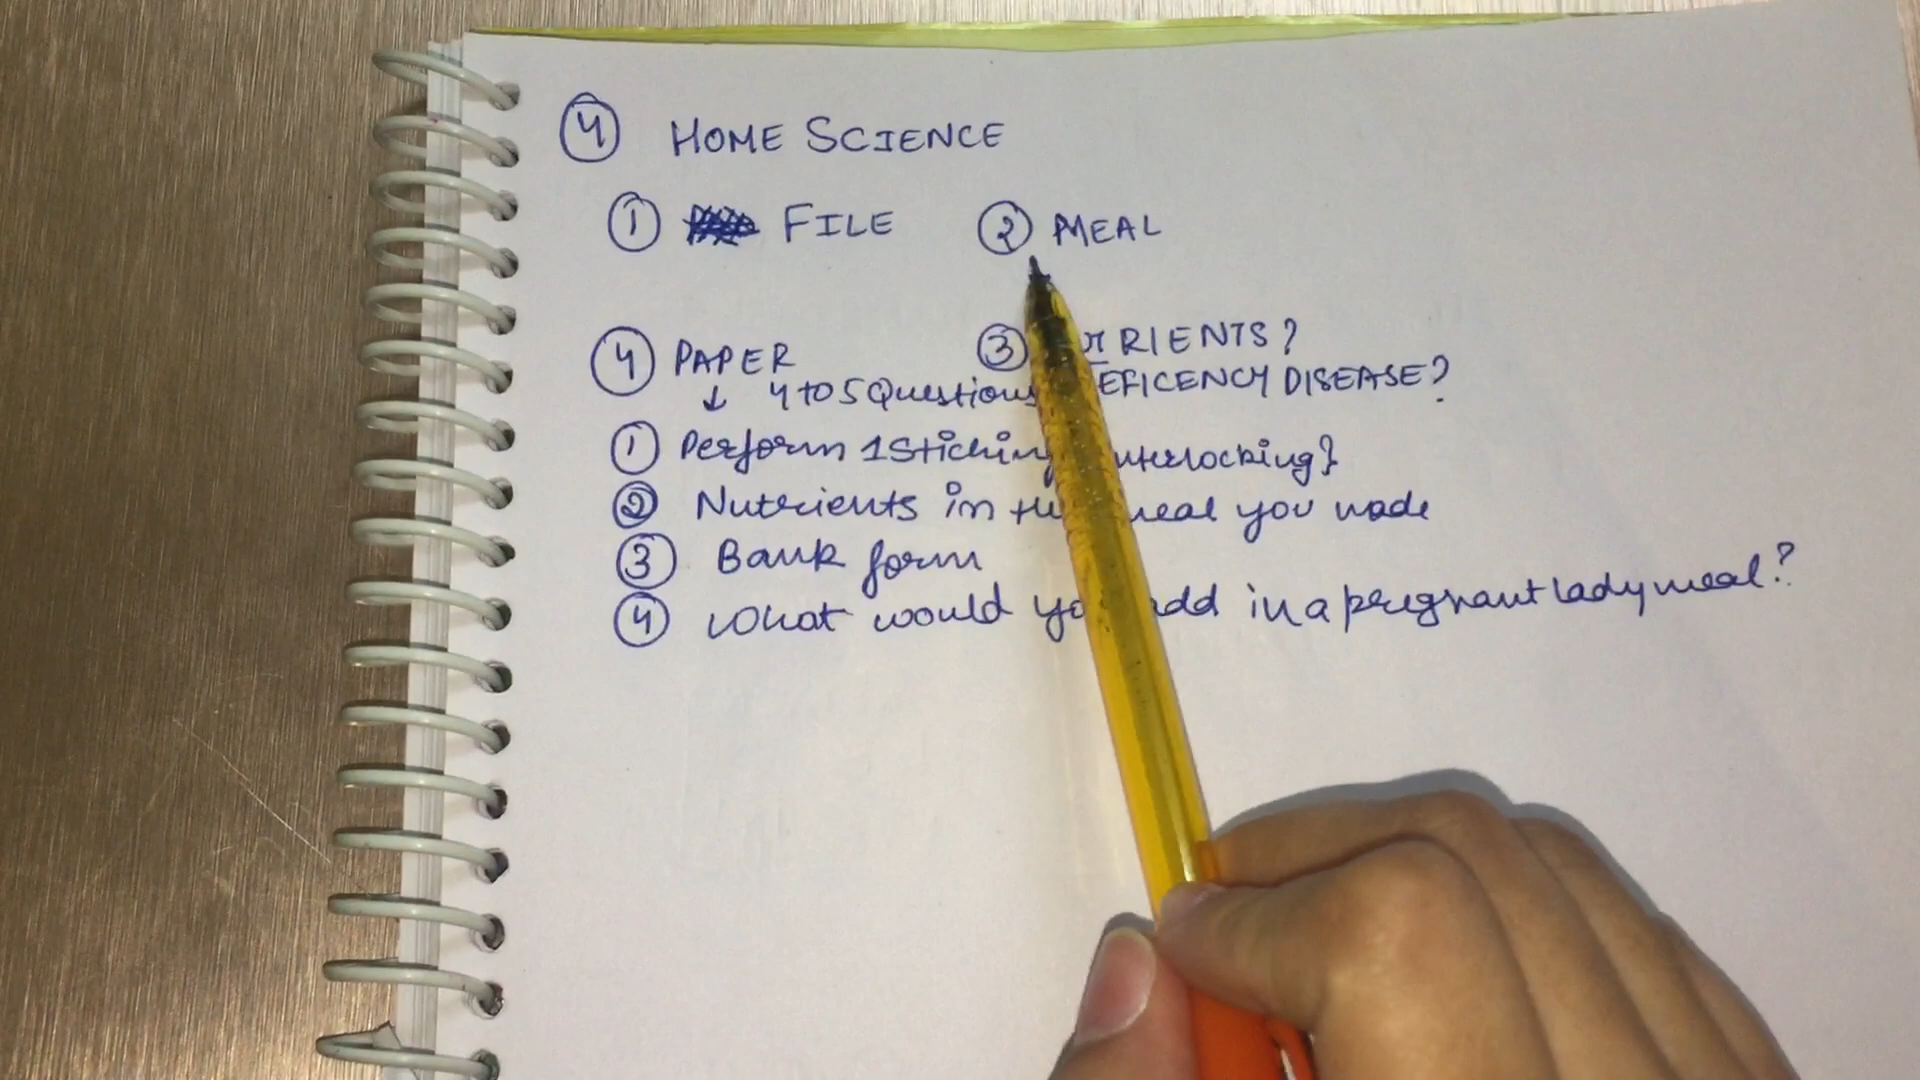 4 HOME SCIENCE
1 FILE 2 MEAL
4 PAPER 3 RIENTS?
↓ 4 to 5 Questions EFICENCY DISEASE?
1 Perform 1 Stiching nterlocking}
2 Nutrients in the meal you made
3 Bank form
4 What would you add in a pregnant lady meal?